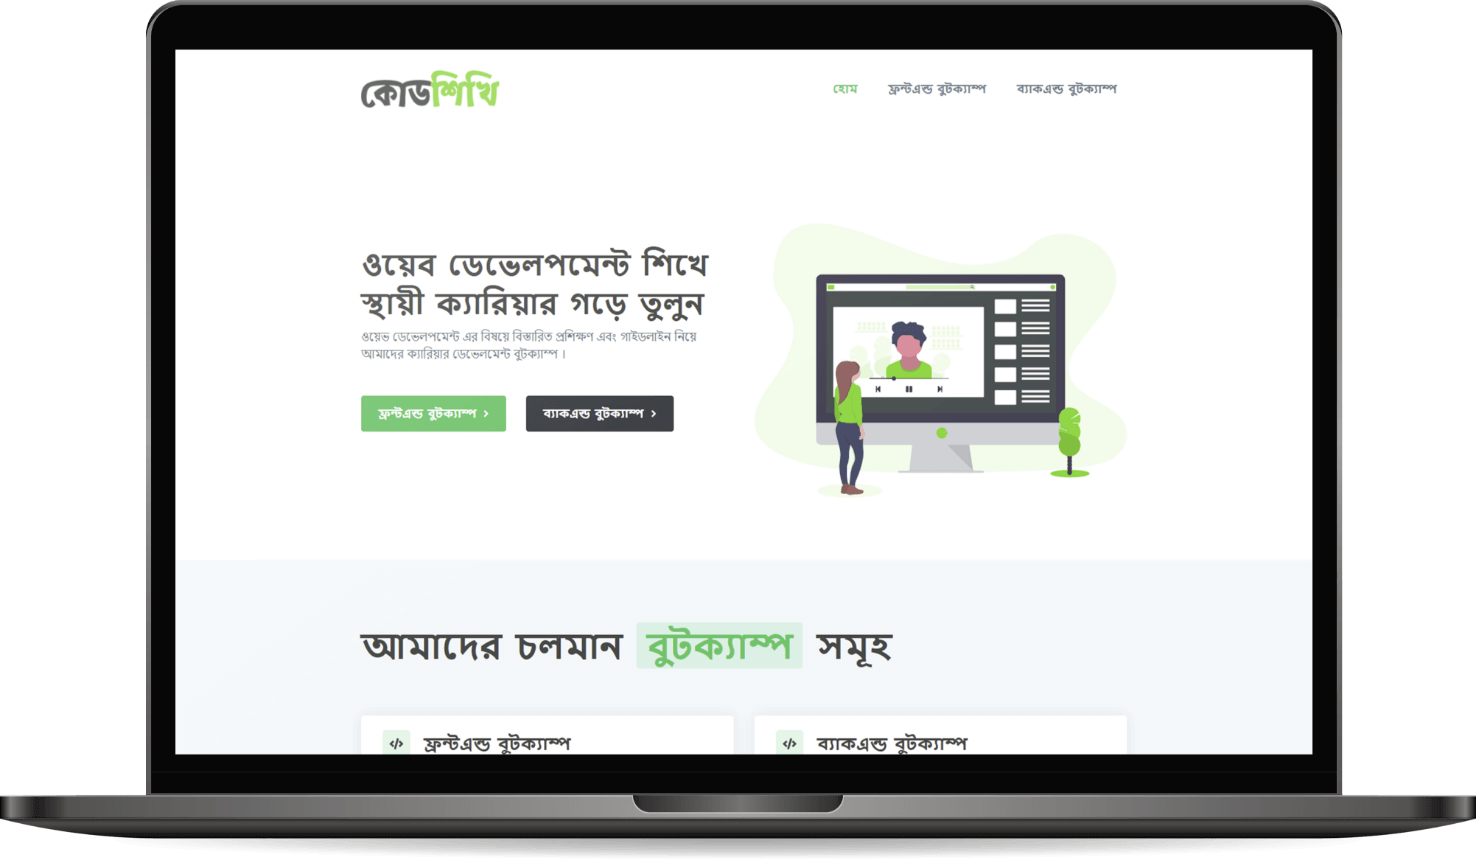 কোডশিখি
হোম
ফ্রন্টএন্ড বুটক্যাম্প
ব্যাকএন্ড বুটক্যাম্প
ওয়েব ডেভেলপমেন্ট শিখে
স্থায়ী ক্যারিয়ার গড়ে তুলুন
ওয়েভ ডেভেলপমেন্ট এর বিষয়ে বিস্তারিত প্রশিক্ষণ এবং গাইডলাইন নিয়ে
আমাদের ক্যারিয়ার ডেভেলমেন্ট বুটক্যাম্প ।
ফ্রন্টএন্ড বুটক্যাম্প >
ব্যাকএন্ড বুটক্যাম্প >
আমাদের চলমান বুটক্যাম্প সমূহ
</> ফ্রন্টএন্ড বুটক্যাম্প
</> ব্যাকএন্ড বুটক্যাম্প